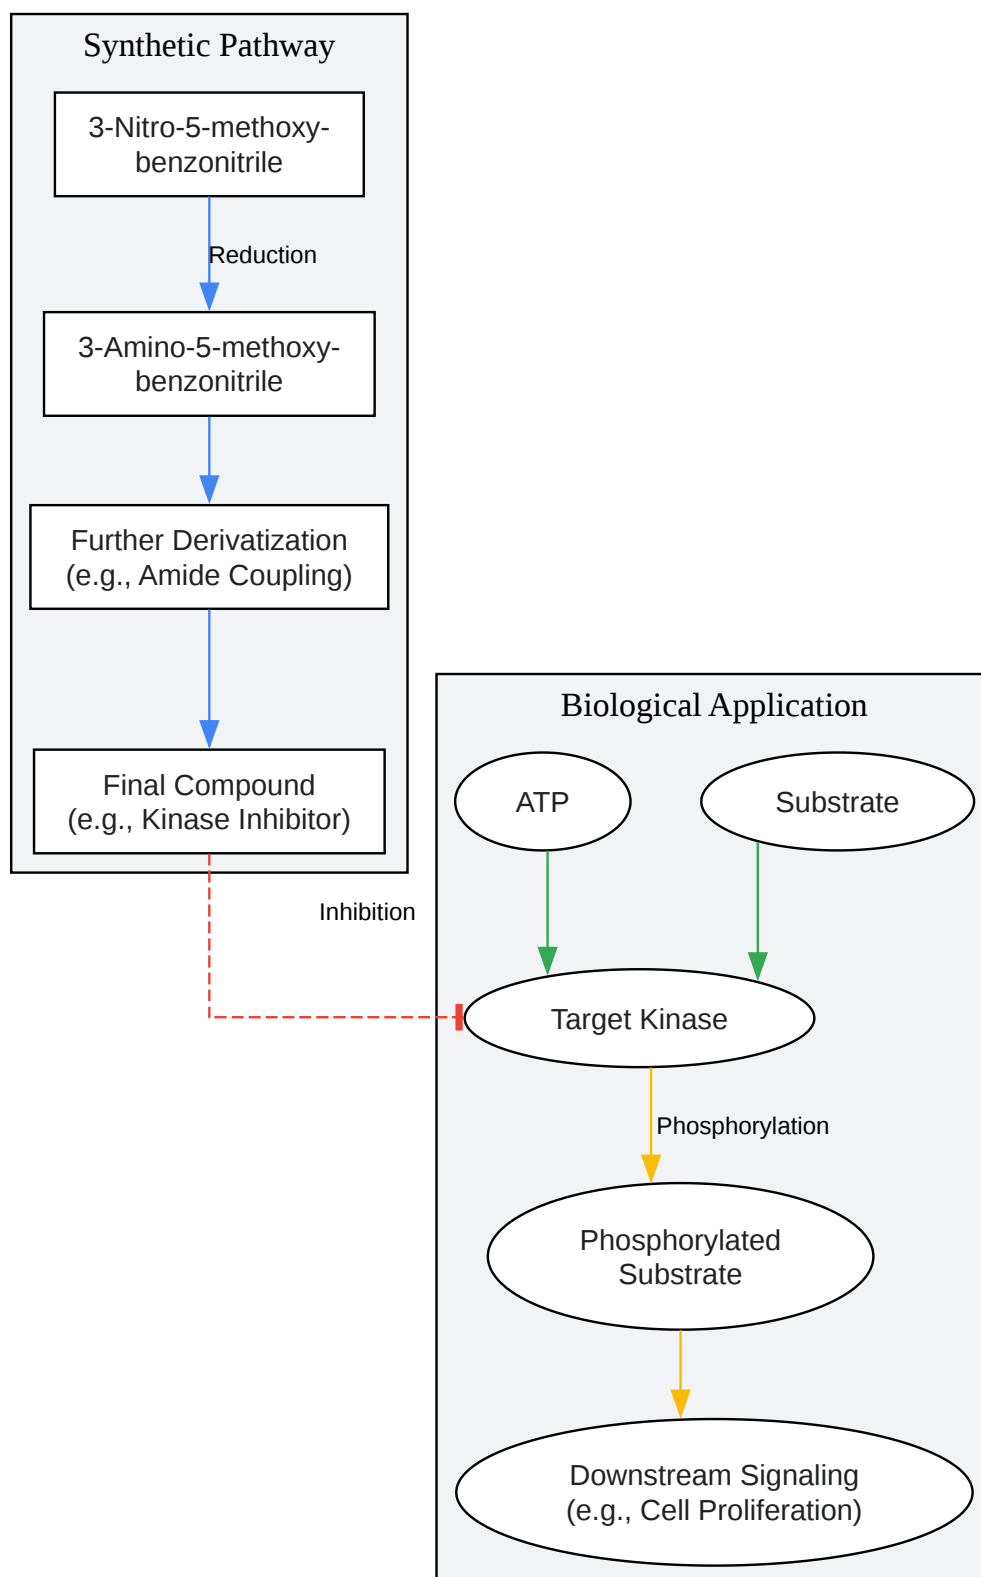 Synthetic Pathway
3-Nitro-5-methoxy-
benzonitrile
Reduction
3-Amino-5-methoxy-
benzonitrile
Further Derivatization
(e.g., Amide Coupling)
Final Compound
(e.g., Kinase Inhibitor)
Inhibition
Biological Application
ATP
Substrate
Target Kinase
Phosphorylation
Phosphorylated
Substrate
Downstream Signaling
(e.g., Cell Proliferation)